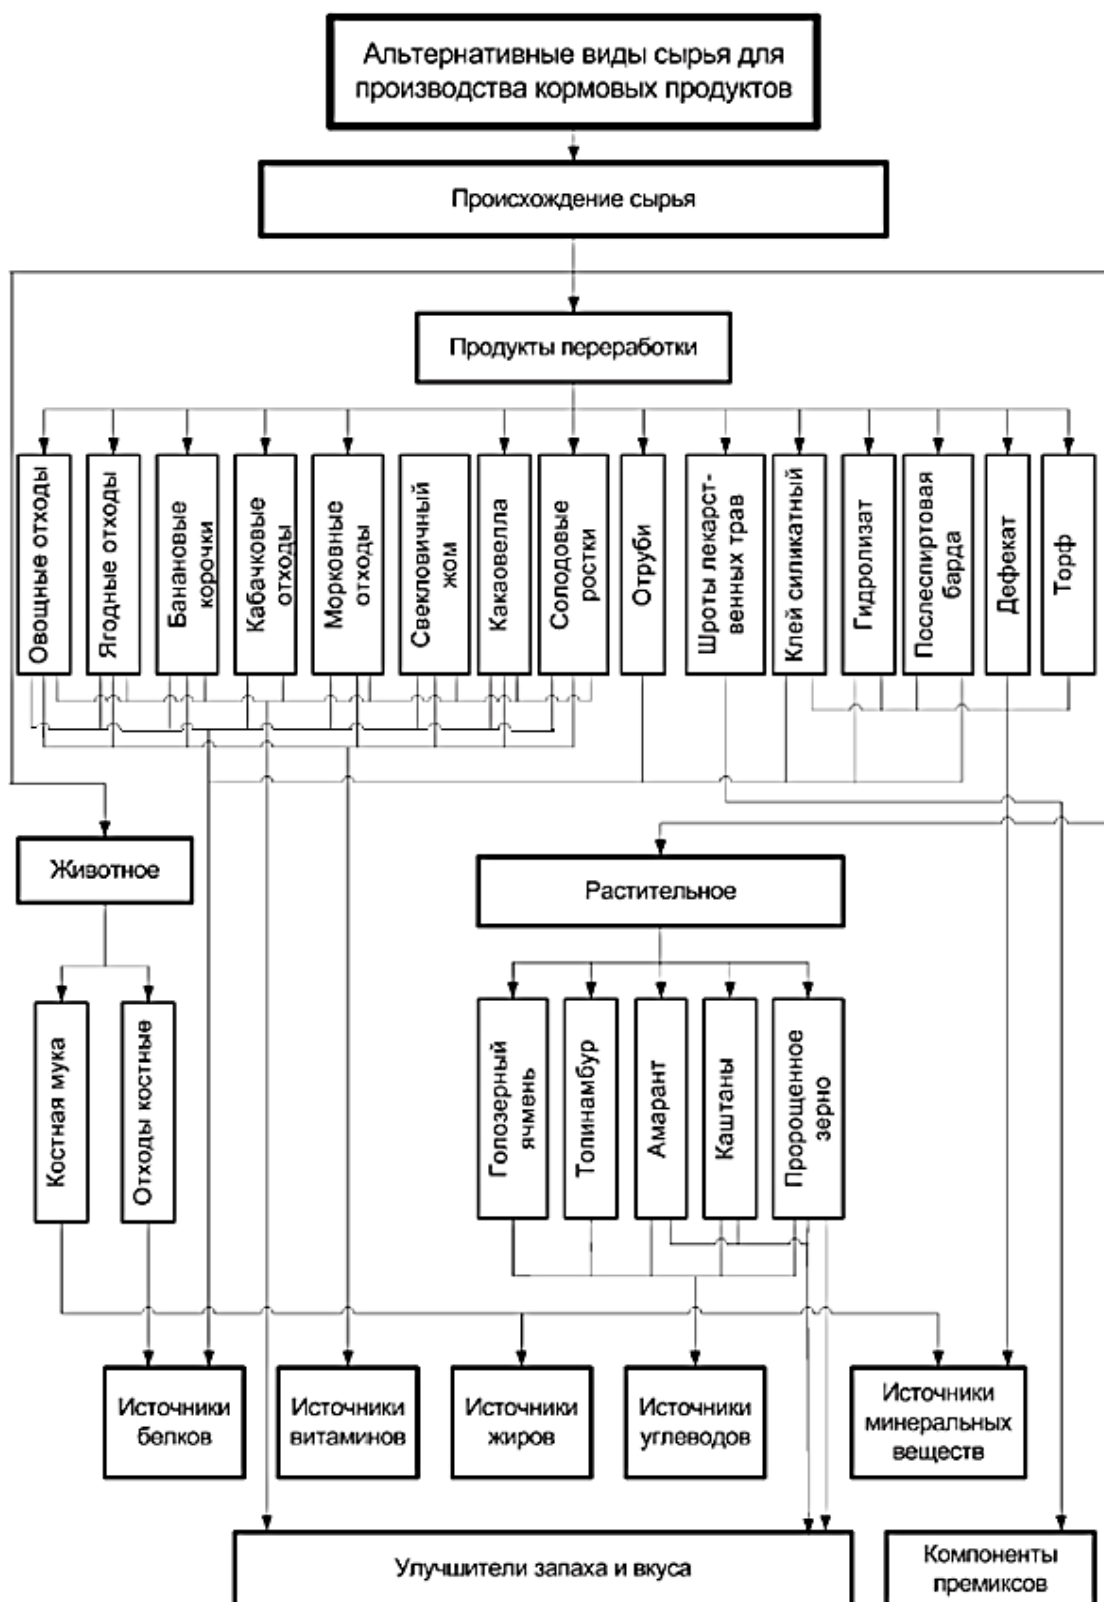 Альтернативные виды сырья для
производства кормовых продуктов
Происхождение сырья
Продукты переработки
Овощные отходы
Ягодные отходы
Банановые
корочки
Кабачковые
отходы
Морковные
отходы
Свекловичный
жом
Какаовелла
Солодовые
ростки
Отруби
Шроты лекарст-
венных трав
Клей силикатный
Гидролизат
Послеспиртовая
барда
Дефекат
Торф
Животное
Растительное
Костная мука
Отходы костные
Голозерный
ячмень
Топинамбур
Амарант
Каштаны
Пророщенное
зерно
Источники
белков
Источники
витаминов
Источники
жиров
Источники
углеводов
Источники
минеральных
веществ
Улучшители запаха и вкуса
Компоненты
премиксов